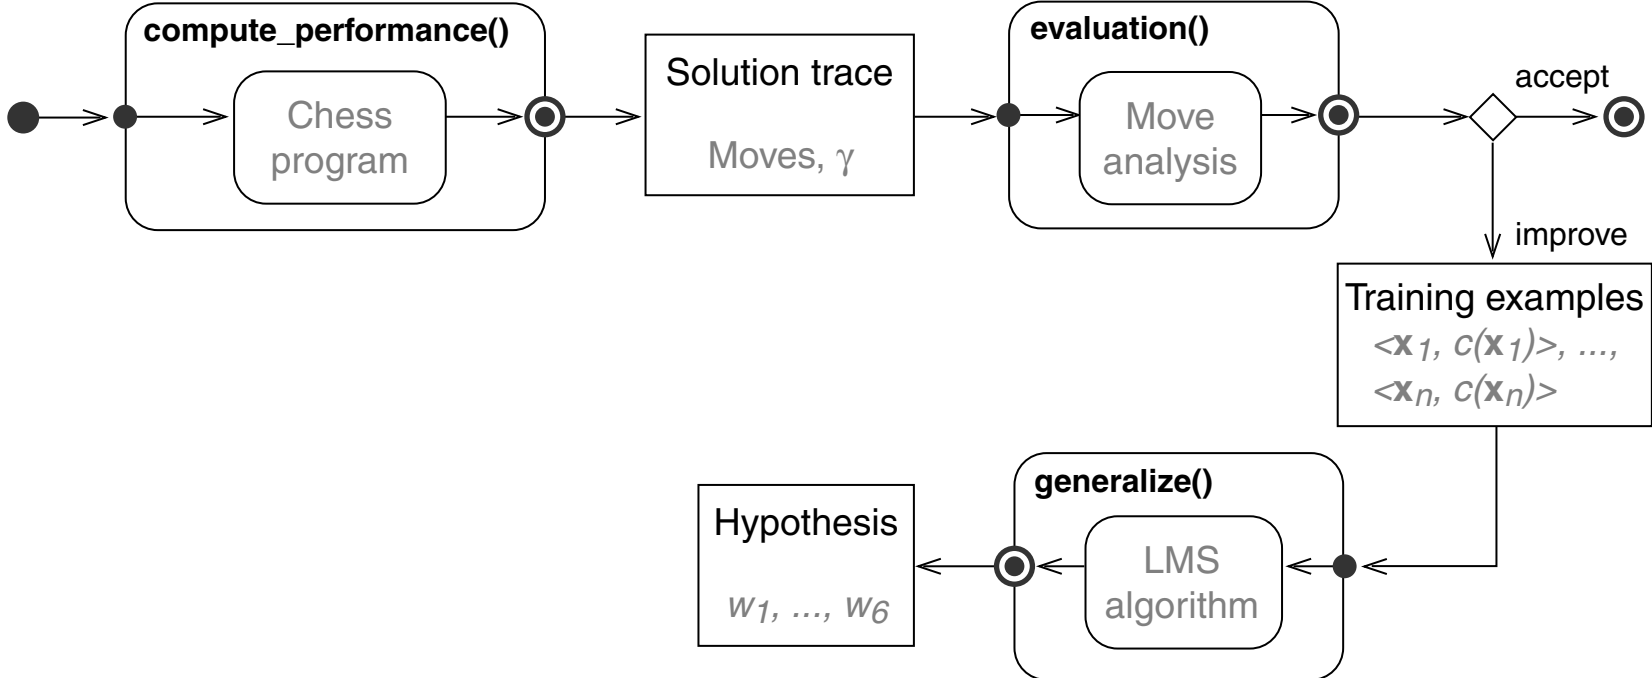 compute_performance()
Chess
program
Solution trace
Moves, γ
evaluation()
Move
analysis
accept
improve
Training examples
<x1, c(x1)>, ...,
<xn, c(xn)>
generalize()
LMS
algorithm
Hypothesis
w1, ..., w6